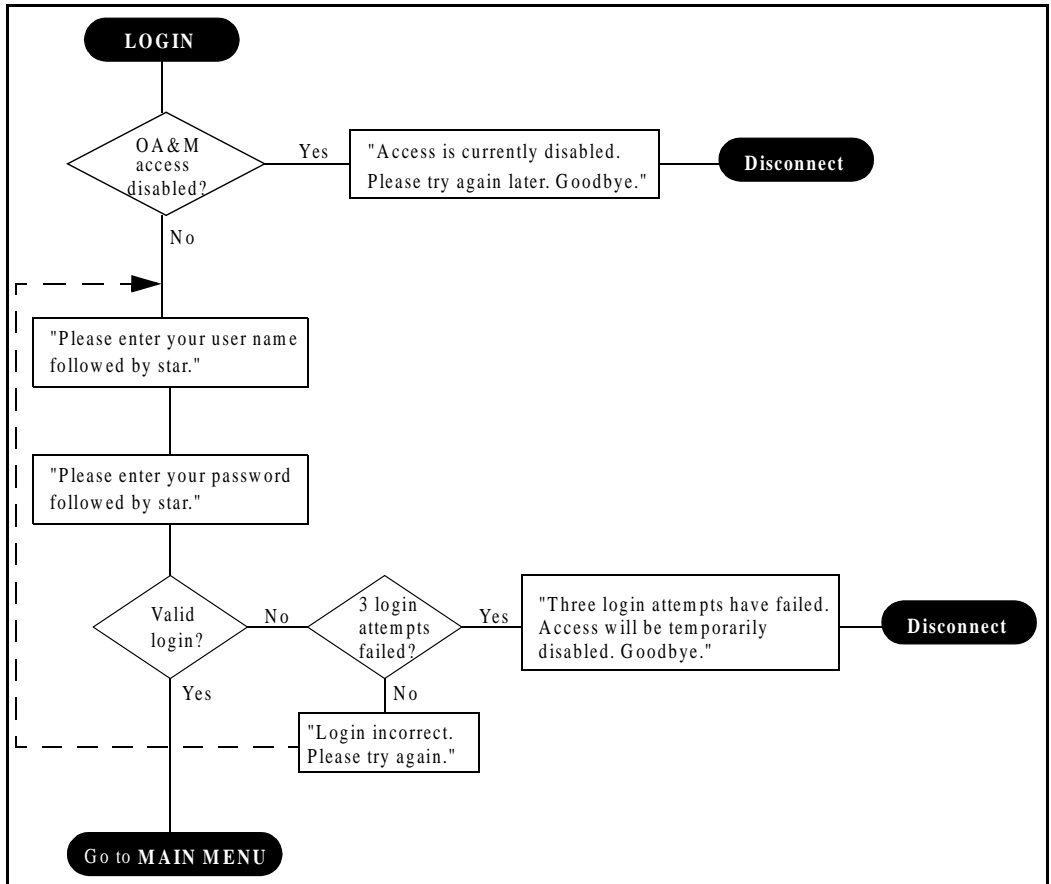 LOGIN
OA&M
access
disabled?
Yes
"Access is currently disabled.
Please try again later. Goodbye."
Disconnect
No
"Please enter your user name
followed by star."
"Please enter your password
followed by star."
Valid
login?
No
3 login
attempts
failed?
Yes
"Three login attempts have failed.
Access will be temporarily
disabled. Goodbye."
Disconnect
Yes
No
"Login incorrect.
Please try again."
Go to MAIN MENU